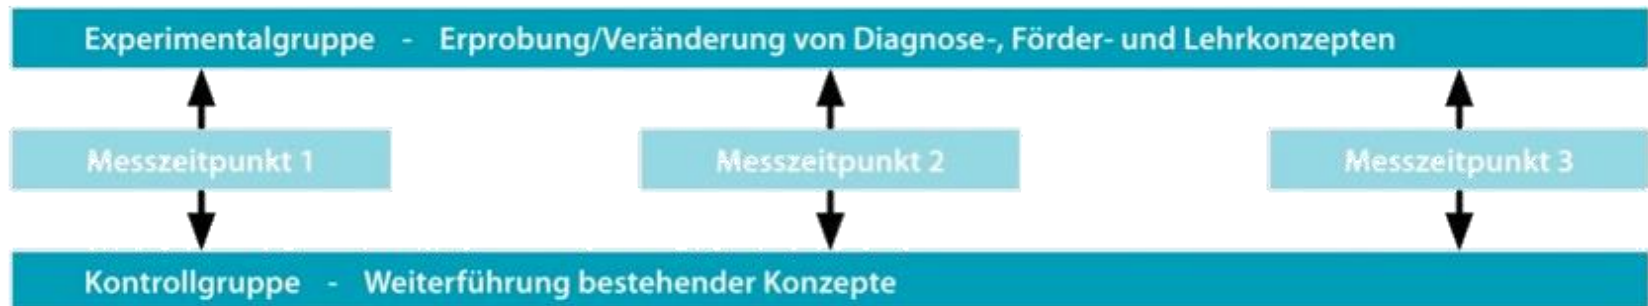 Experimentalgruppe - Erprobung/Veränderung von Diagnose-, Förder- und Lehrkonzepten
Messzeitpunkt 1 Messzeitpunkt 2 Messzeitpunkt 3
Kontrollgruppe - Weiterführung bestehender Konzepte